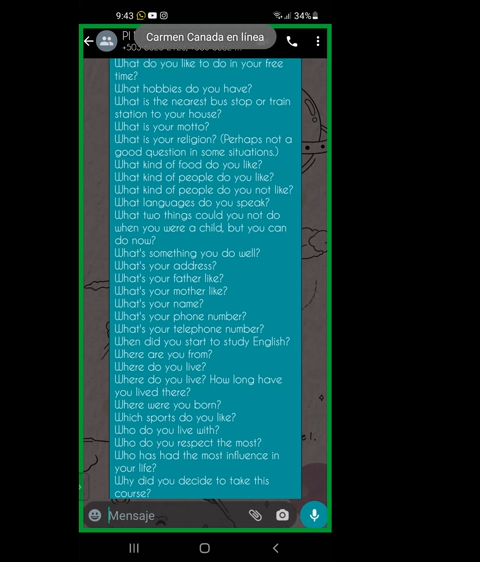 9:43
34%
Carmen Canada en línea
What do you like to do in your free
time?
What hobbies do you have?
What is the nearest bus stop or train
station to your house?
What is your motto?
What is your religion? (Perhaps not a
good question in some situations.)
What kind of food do you like?
What kind of people do you like?
What kind of people do you not like?
What languages do you speak?
What two things could you not do
when you were a child, but you can
do now?
What's something you do well?
What's your address?
What's your father like?
What's your mother like?
What's your name?
What's your phone number?
What's your telephone number?
When did you start to study English?
Where are you from?
Where do you live?
Where do you live? How long have
you lived there?
Where were you born?
Which sports do you like?
Who do you live with?
Who do you respect the most?
Who has had the most influence in
your life?
Why did you decide to take this
course?
Mensaje